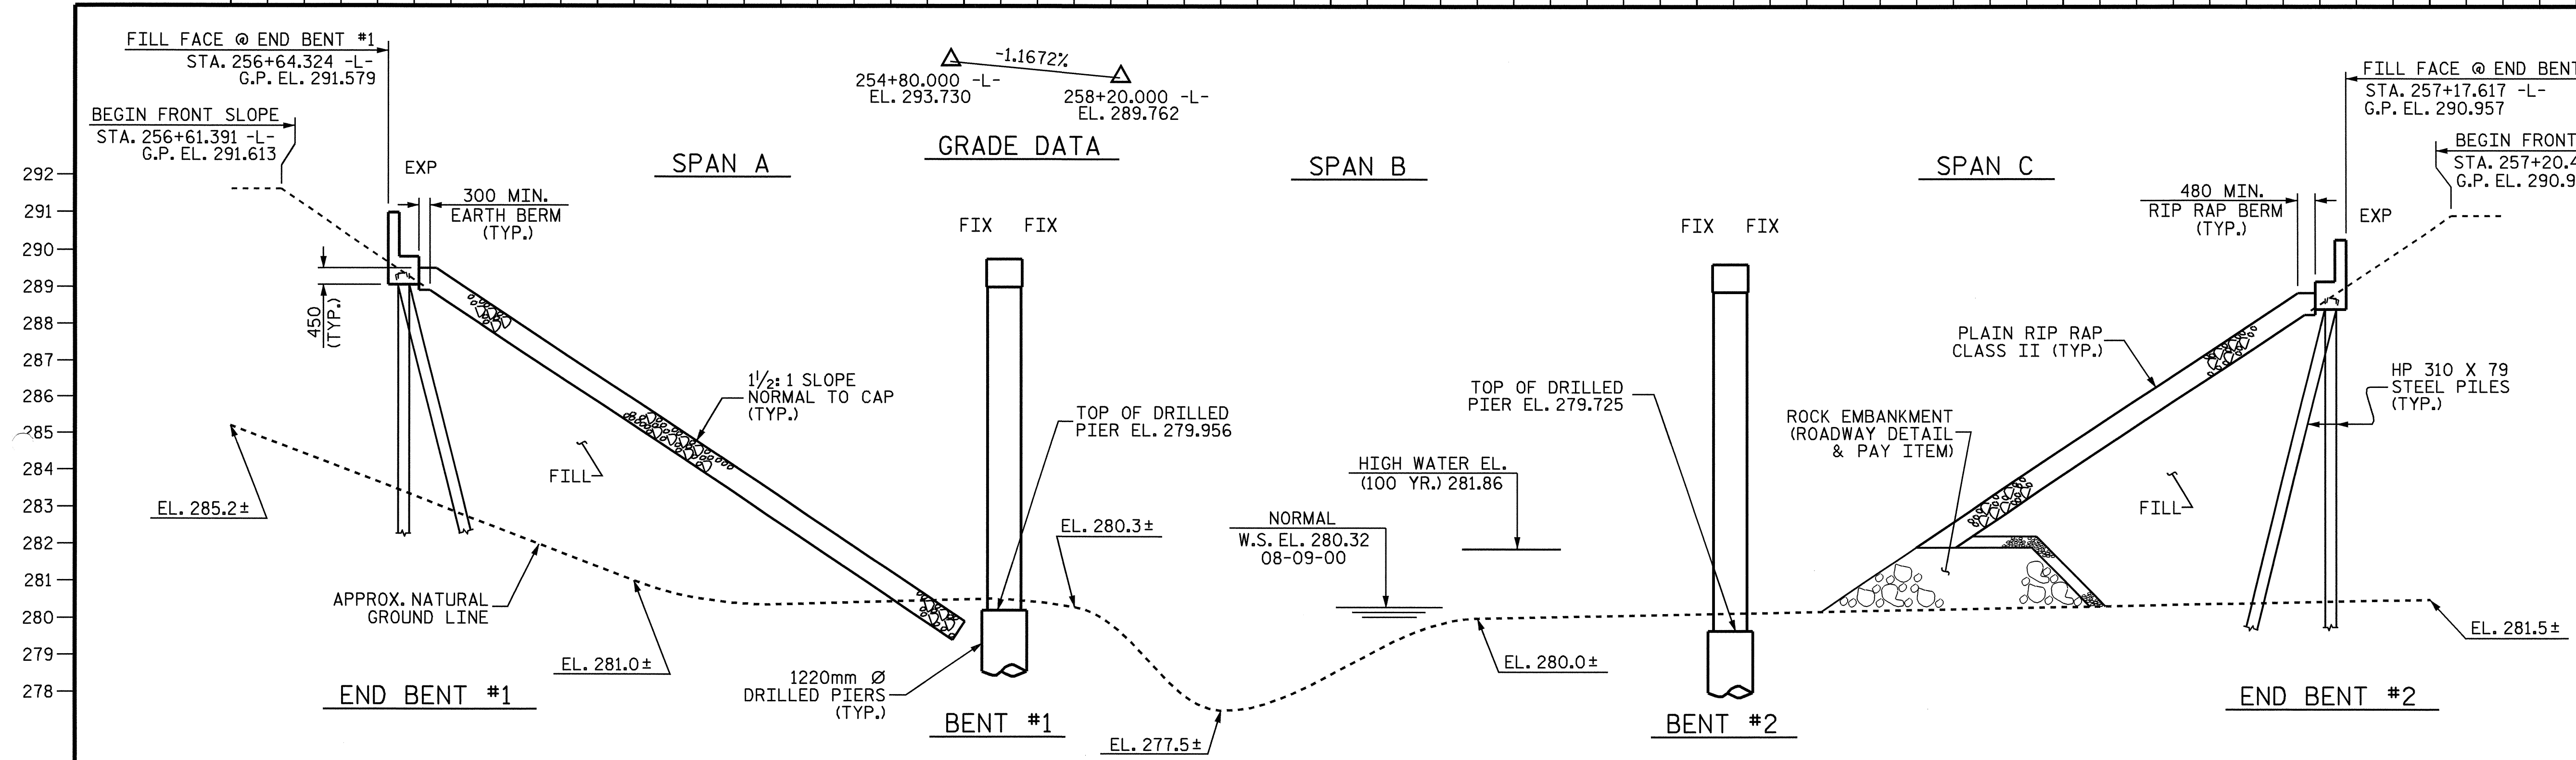 FILL FACE @ END BENT #1
STA. 256+64.324 -L-
G.P. EL. 291.579
BEGIN FRONT SLOPE
STA. 256+61.391 -L-
G.P. EL. 291.613
-1.1672%
254+80.000 -L-
EL. 293.730
258+20.000 -L-
EL. 289.762
GRADE DATA
FILL FACE @ END BENT
STA. 257+17.617 -L-
G.P. EL. 290.957
BEGIN FRONT
STA. 257+20.4
G.P. EL. 290.9
SPAN A
SPAN B
SPAN C
EXP
300 MIN.
EARTH BERM
(TYP.)
FIX FIX
FIX FIX
480 MIN.
RIP RAP BERM
(TYP.)
EXP
292
291
290
289
288
287
286
285
284
283
282
281
280
279
278
450
(TYP.)
1 1/2:1 SLOPE
NORMAL TO CAP
(TYP.)
FILL
EL. 285.2±
APPROX. NATURAL
GROUND LINE
EL. 281.0±
TOP OF DRILLED
PIER EL. 279.956
EL. 280.3±
1220mm Ø
DRILLED PIERS
(TYP.)
NORMAL
W.S. EL. 280.32
08-09-00
HIGH WATER EL.
(100 YR.) 281.86
TOP OF DRILLED
PIER EL. 279.725
PLAIN RIP RAP
CLASS II (TYP.)
ROCK EMBANKMENT
(ROADWAY DETAIL
& PAY ITEM)
HP 310 X 79
STEEL PILES
(TYP.)
FILL
EL. 277.5±
EL. 280.0±
EL. 281.5±
END BENT #1
BENT #1
BENT #2
END BENT #2